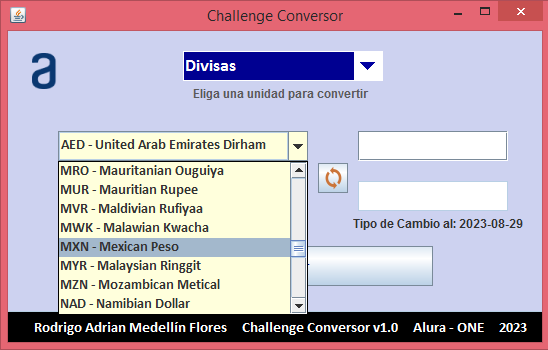 Challenge Conversor
a
Divisas
Eliga una unidad para convertir
AED - United Arab Emirates Dirham
MRO - Mauritanian Ouguiya
MUR - Mauritian Rupee
MVR - Maldivian Rufiyaa
MWK - Malawian Kwacha
MXN - Mexican Peso
MYR - Malaysian Ringgit
MZN - Mozambican Metical
NAD - Namibian Dollar
Tipo de Cambio al: 2023-08-29
Rodrigo Adrian Medellín Flores Challenge Conversor v1.0 Alura - ONE 2023